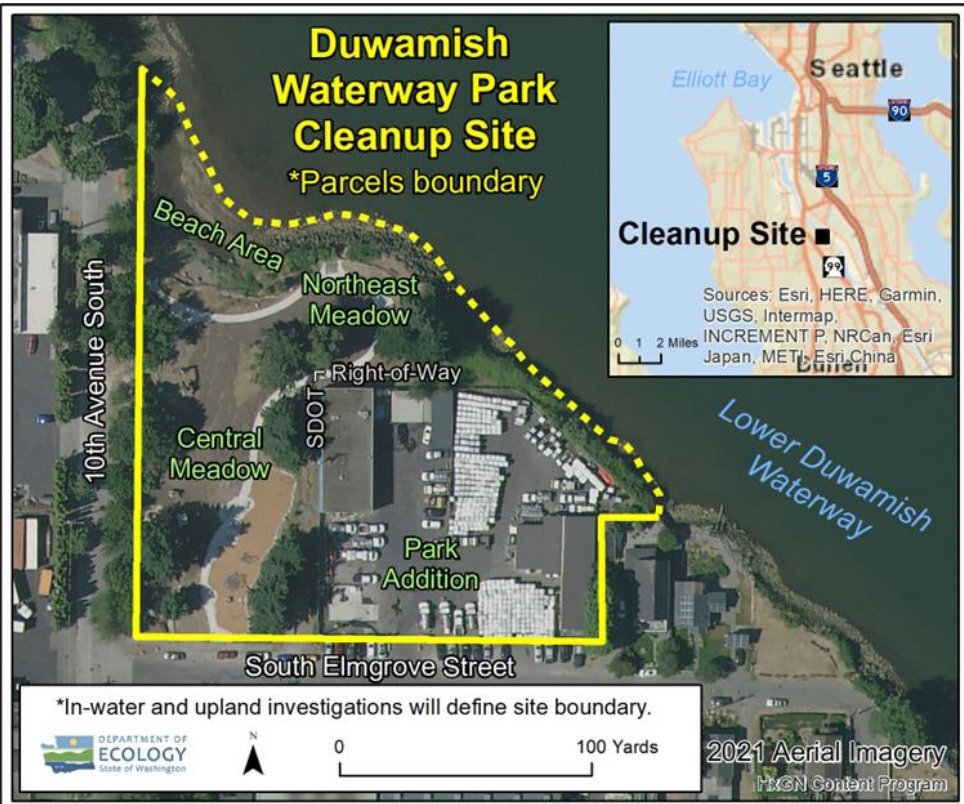 Duwamish
Waterway Park
Cleanup Site
*Parcels boundary
Beach Area
Northeast
Meadow
Right-of-Way
SDOT
Central
Meadow
Park
Addition
10th Avenue South
South Elmgrove Street
Lower Duwamish
Waterway
Elliott Bay
Seattle
90
5
Cleanup Site
99
Sources: Esri, HERE, Garmin,
USGS, Intermap,
INCREMENT P, NRCan, Esri
Japan, METI, Esri China
Burien
0 1 2 Miles
*In-water and upland investigations will define site boundary.
DEPARTMENT OF
ECOLOGY
State of Washington
N
0 100 Yards
2021 Aerial Imagery
HxGN Content Program